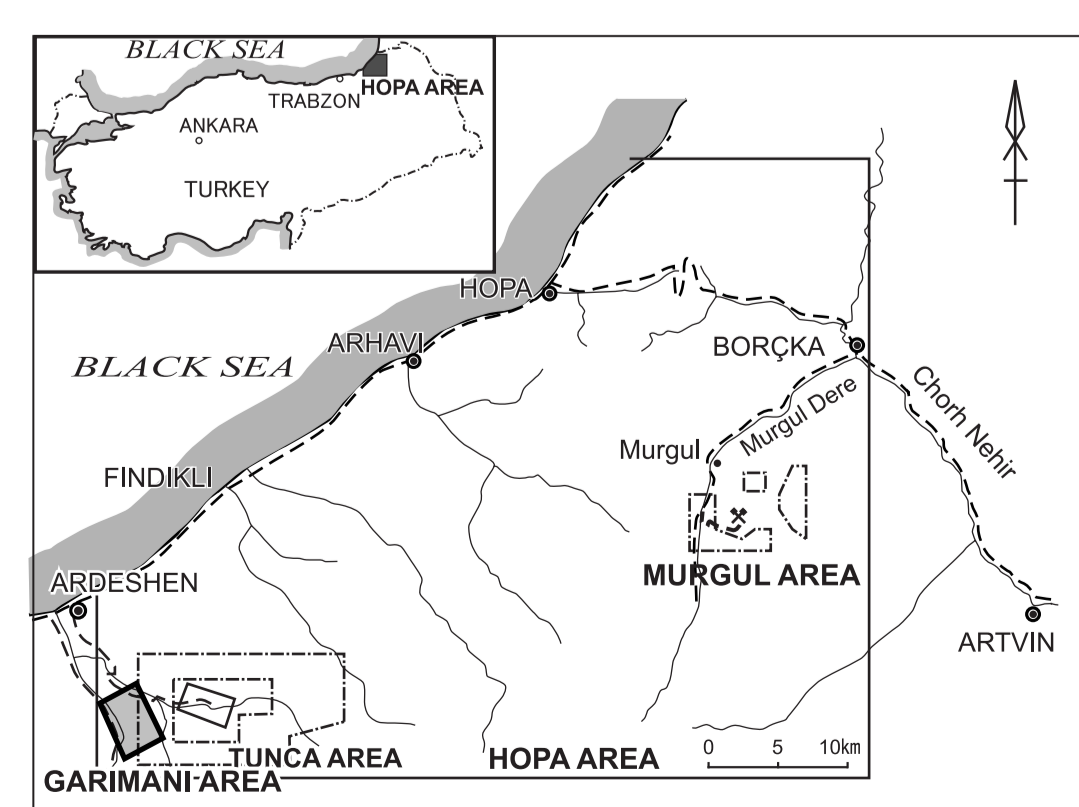 BLACK SEA
HOPA AREA
TRABZON
ANKARA
TURKEY
HOPA
ARHAVI
BORÇKA
BLACK SEA
Chorh Nehir
Murgul Dere
Murgul
FINDIKLI
MURGUL AREA
ARDESHEN
ARTVIN
0 5 10km
TUNCA AREA
HOPA AREA
GARIMANI AREA